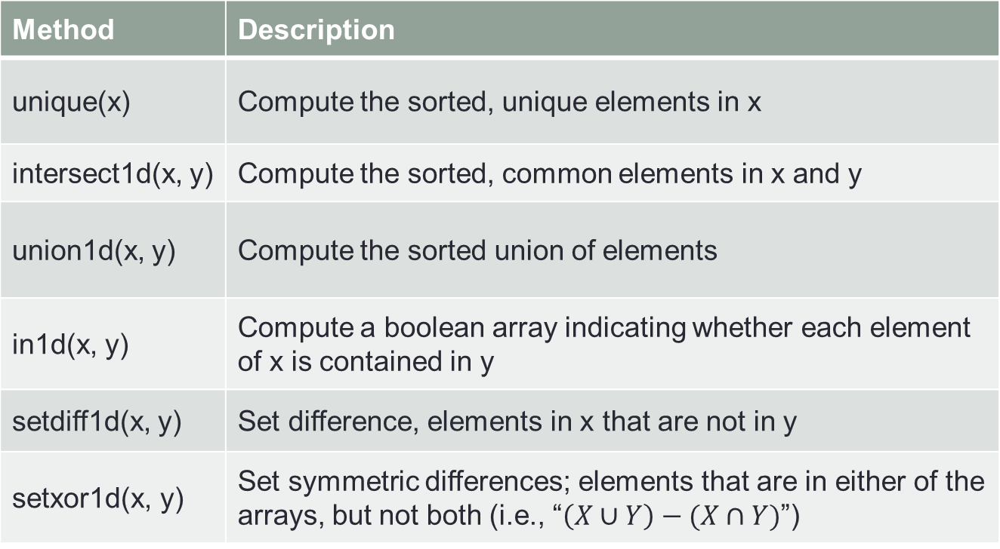 Method Description
unique(x) Compute the sorted, unique elements in x
intersect1d(x, y) Compute the sorted, common elements in x and y
union1d(x, y) Compute the sorted union of elements
in1d(x, y) Compute a boolean array indicating whether each element
of x is contained in y
setdiff1d(x, y) Set difference, elements in x that are not in y
setxor1d(x, y) Set symmetric differences; elements that are in either of the
arrays, but not both (i.e., “(𝑋 ∪ 𝑌) − (𝑋 ∩ 𝑌)”)